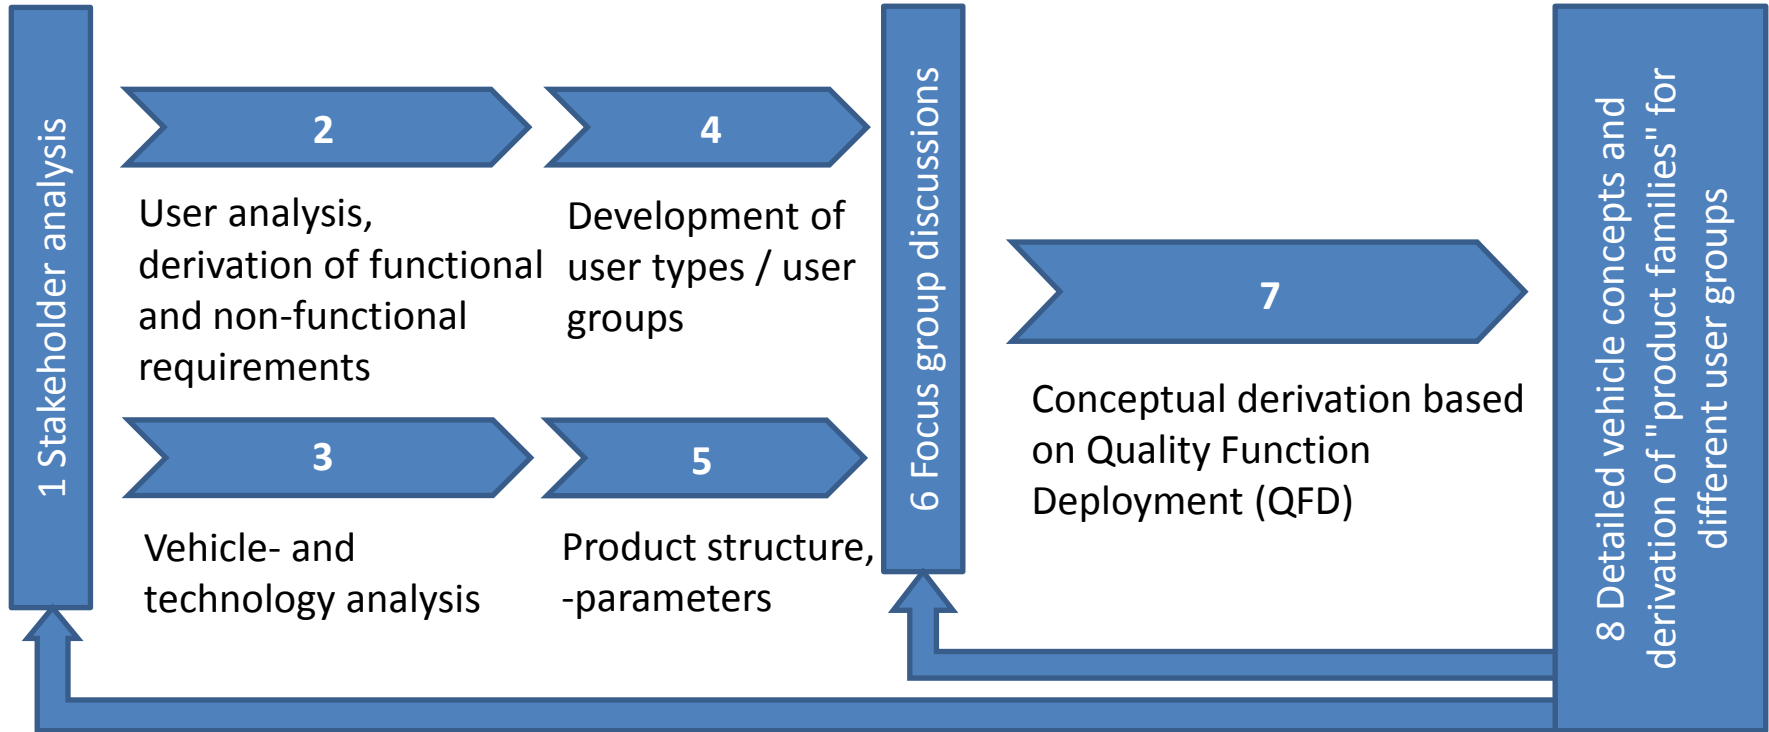 1 Stakeholder analysis
2
User analysis,
derivation of functional
and non-functional
requirements
3
Vehicle- and
technology analysis
4
Development of
user types / user
groups
5
Product structure,
-parameters
6 Focus group discussions
7
Conceptual derivation based
on Quality Function
Deployment (QFD)
8 Detailed vehicle concepts and
derivation of "product families" for
different user groups